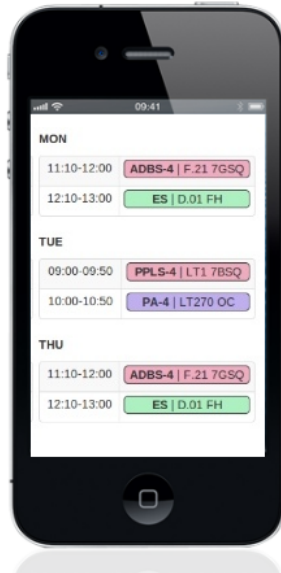 09:41
MON
11:10-12:00 ADBS-4 | F.21 7GSQ
12:10-13:00 ES | D.01 FH
TUE
09:00-09:50 PPLS-4 | LT1 7BSQ
10:00-10:50 PA-4 | LT270 OC
THU
11:10-12:00 ADBS-4 | F.21 7GSQ
12:10-13:00 ES | D.01 FH